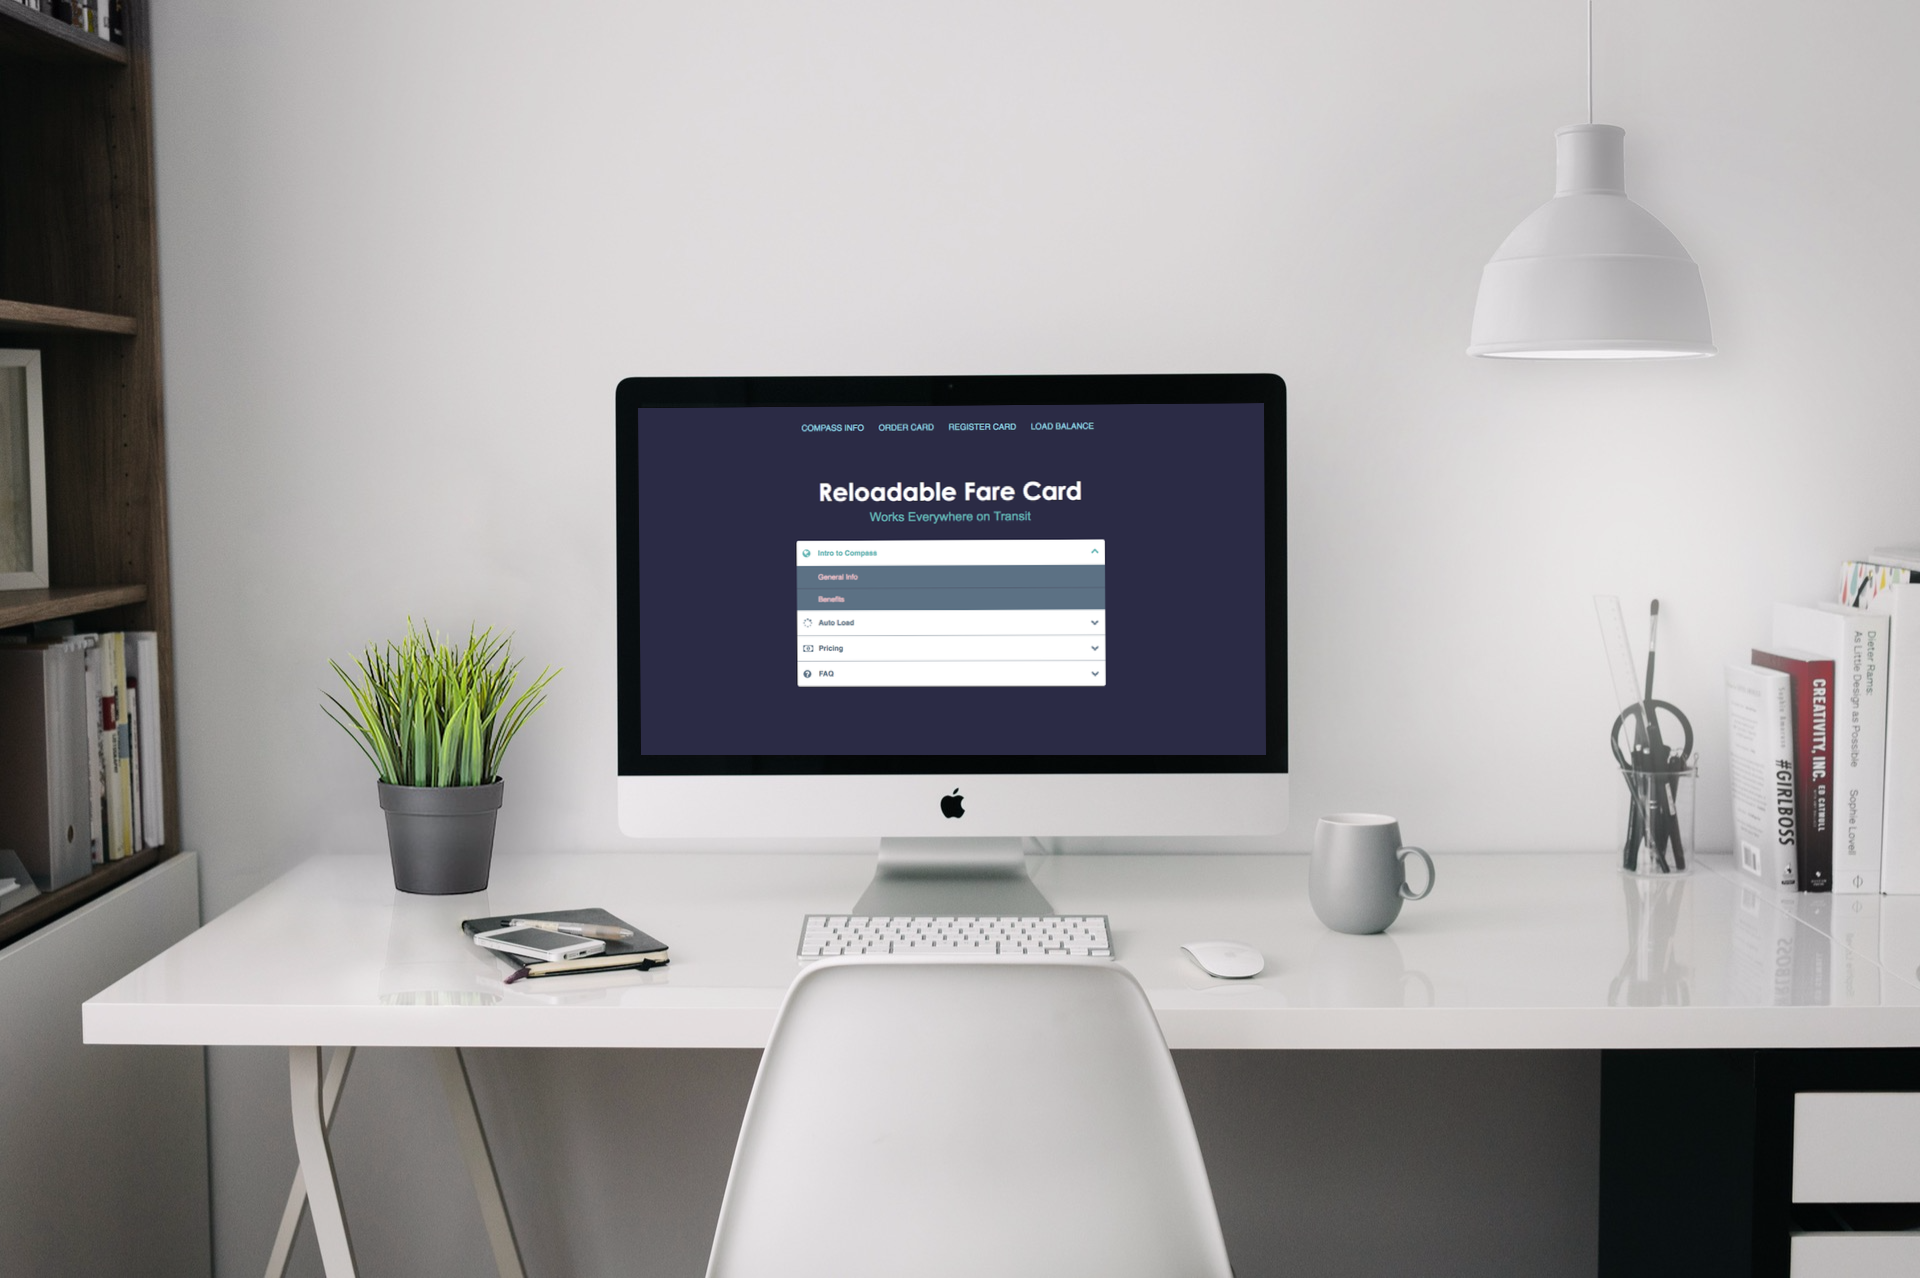 COMPASS INFO ORDER CARD REGISTER CARD LOAD BALANCE
Reloadable Fare Card
Works Everywhere on Transit
Intro to Compass
General Info
Benefits
Auto Load
Pricing
FAQ
#GIRLBOSS
CREATIVITY, INC. ED CATMULL
Dieter Rams:
As Little Design as Possible Sophie Lovell